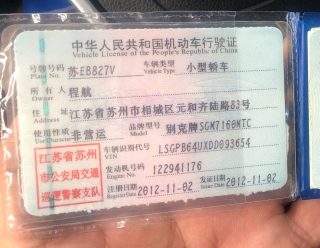 中华人民共和国机动车行驶证
Vehicle License of the People's Republic of China
号牌号码 苏EB827V 车辆类型 小型轿车
Plate No. Vehicle Type
所有人 程航
Owner
住址 江苏省苏州市相城区元和齐陆路83号
Address
使用性质 非营运 品牌型号 别克牌SGM7160MTC
Use Character Model
车辆识别代号 LSGPB64UXDD093654
VIN
发动机号码 122941176
Engine No.
注册日期 2012-11-02 发证日期 2012-11-02
Register Date Issue Date
江苏省苏州
市公安局交通
巡逻警察支队